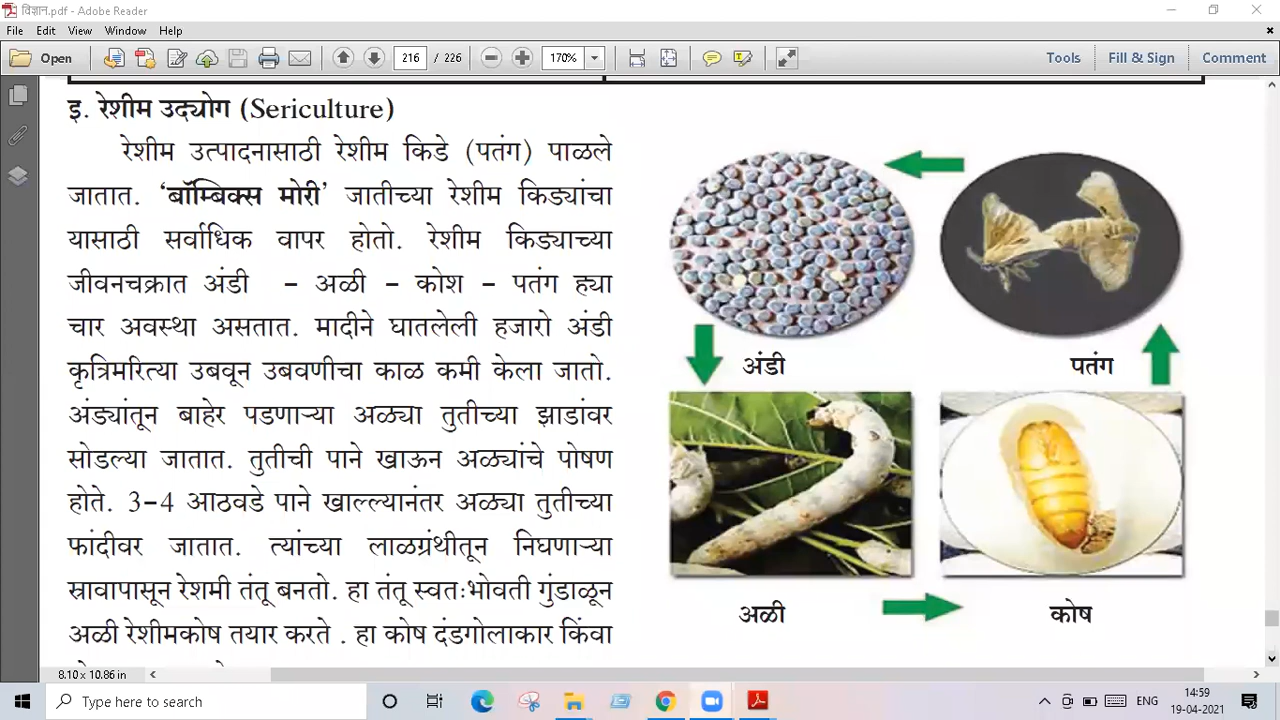 विज्ञान.pdf - Adobe Reader
File Edit View Window Help
Open 216 / 226 170% Tools Fill & Sign Comment
इ. रेशीम उद्योग (Sericulture)
रेशीम उत्पादनासाठी रेशीम किडे (पतंग) पाळले
जातात. ‘बॉम्बिक्स मोरी’ जातीच्या रेशीम किड्यांचा
यासाठी सर्वाधिक वापर होतो. रेशीम किड्याच्या
जीवनचक्रात अंडी - अळी - कोश - पतंग ह्या
चार अवस्था असतात. मादीने घातलेली हजारो अंडी
कृत्रिमरित्या उबवून उबवणीचा काळ कमी केला जातो.
अंड्यांतून बाहेर पडणाऱ्या अळ्या तुतीच्या झाडांवर
सोडल्या जातात. तुतीची पाने खाऊन अळ्यांचे पोषण
होते. 3-4 आठवडे पाने खाल्ल्यानंतर अळ्या तुतीच्या
फांदीवर जातात. त्यांच्या लाळग्रंथीतून निघणाऱ्या
स्रावापासून रेशमी तंतू बनतो. हा तंतू स्वतःभोवती गुंडाळून
अळी रेशीमकोष तयार करते . हा कोष दंडगोलाकार किंवा
अंडी
पतंग
अळी
कोष
8.10 x 10.86 in
Type here to search
ENG
14:59
19-04-2021